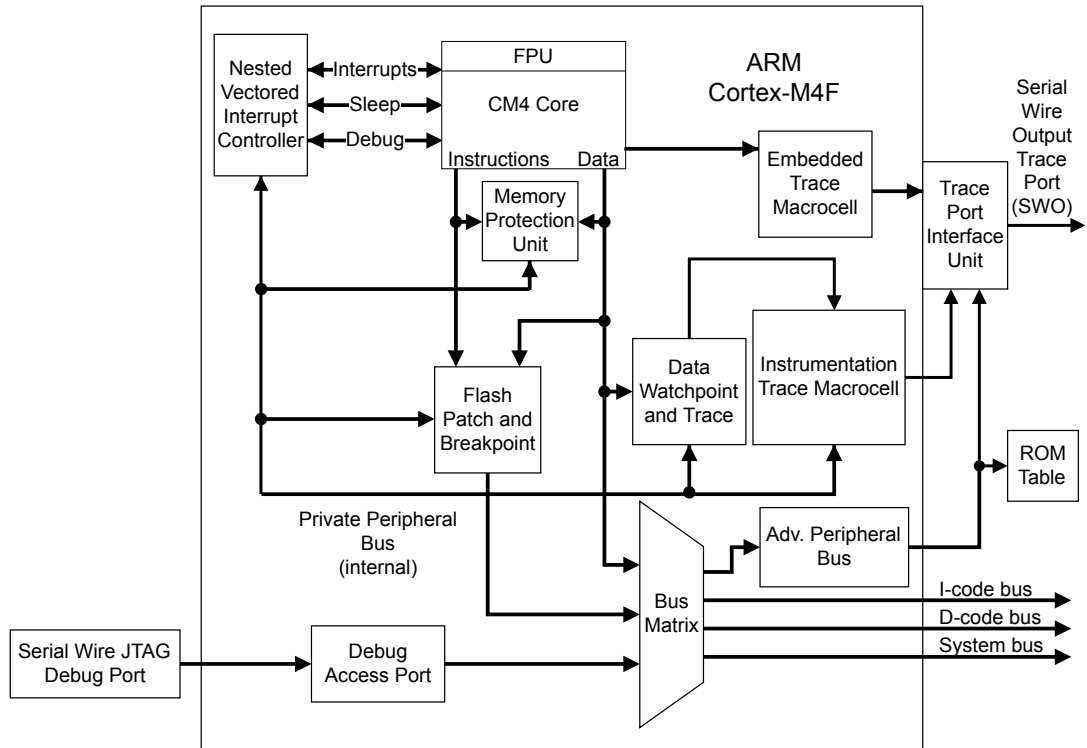 FPU
ARM
Cortex-M4F
Nested
Vectored
Interrupt
Controller
Interrupts
Sleep
Debug
CM4 Core
Instructions Data
Serial
Wire
Output
Trace
Port
(SWO)
Embedded
Trace
Macrocell
Trace
Port
Interface
Unit
Memory
Protection
Unit
Data
Watchpoint
and Trace
Instrumentation
Trace Macrocell
Flash
Patch and
Breakpoint
ROM
Table
Private Peripheral
Bus
(internal)
Adv. Peripheral
Bus
Bus
Matrix
I-code bus
D-code bus
System bus
Serial Wire JTAG
Debug Port
Debug
Access Port